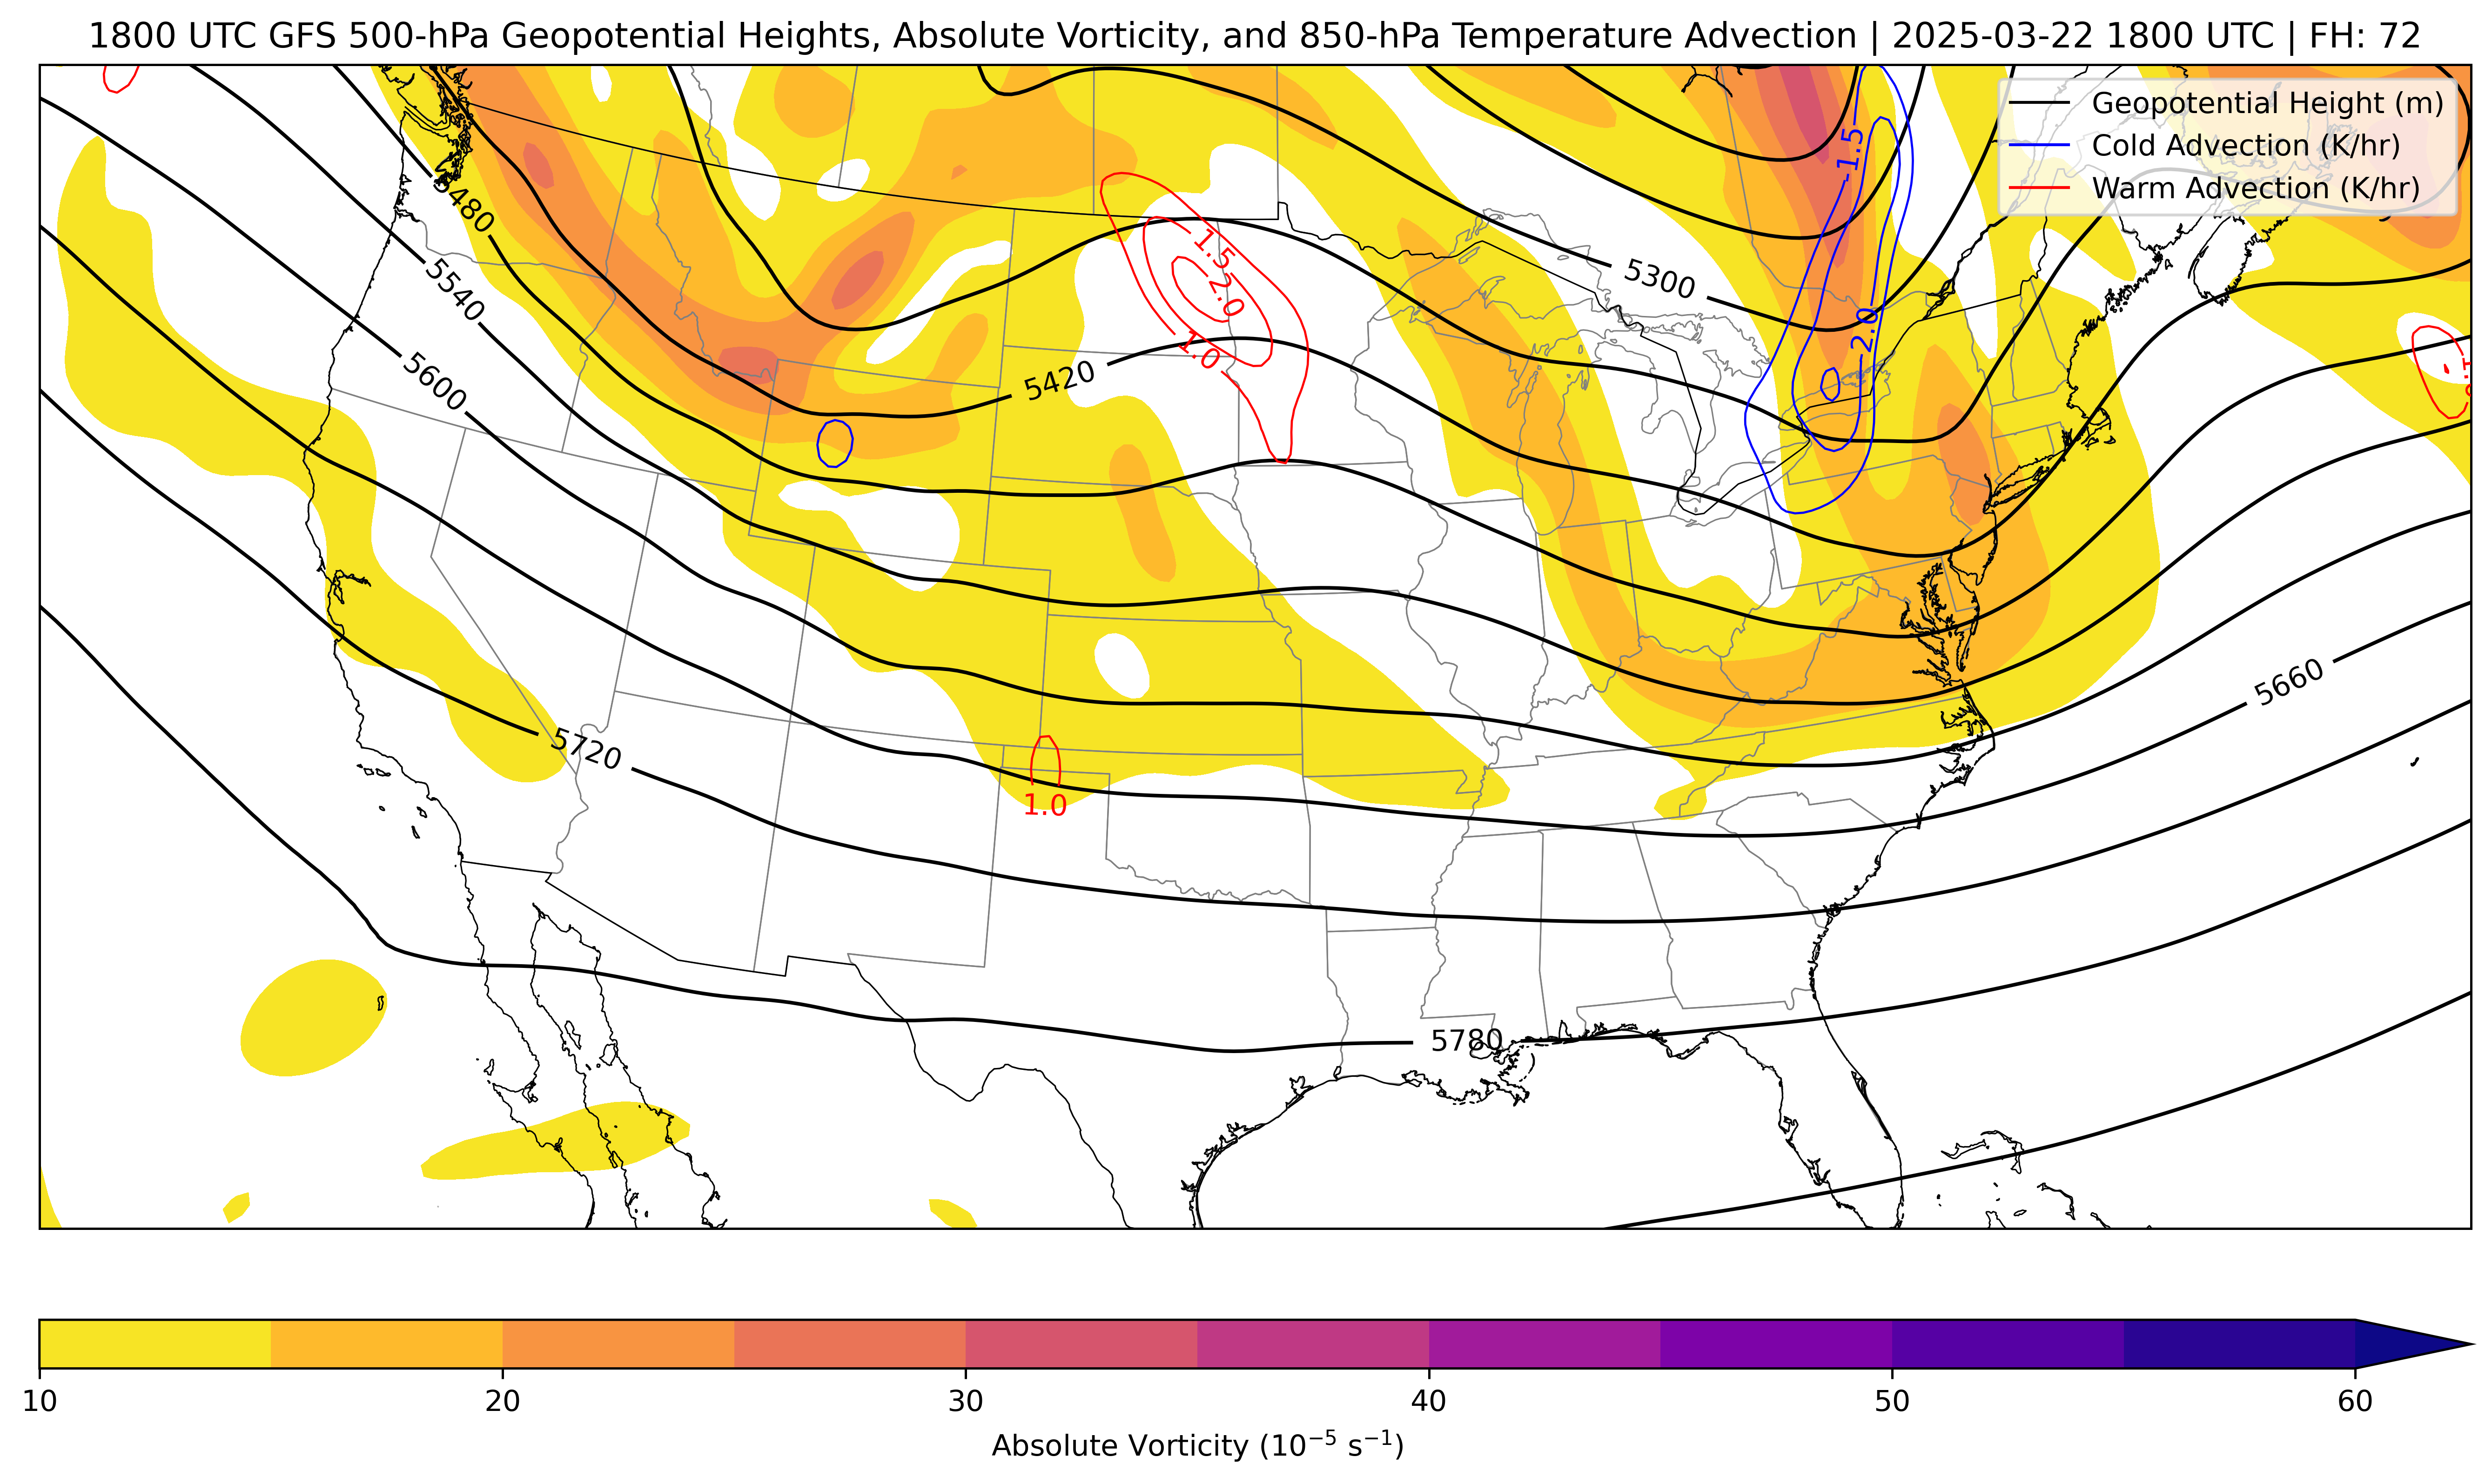 1800 UTC GFS 500-hPa Geopotential Heights, Absolute Vorticity, and 850-hPa Temperature Advection | 2025-03-22 1800 UTC | FH: 72
Geopotential Height (m)
Cold Advection (K/hr)
Warm Advection (K/hr)
-1.5
5480
1.5
5300
5540
2.0
-2.0
1.0
5600
5420
5660
5720
1.0
5780
10 20 30 40 50 60
Absolute Vorticity (10⁻⁵ s⁻¹)